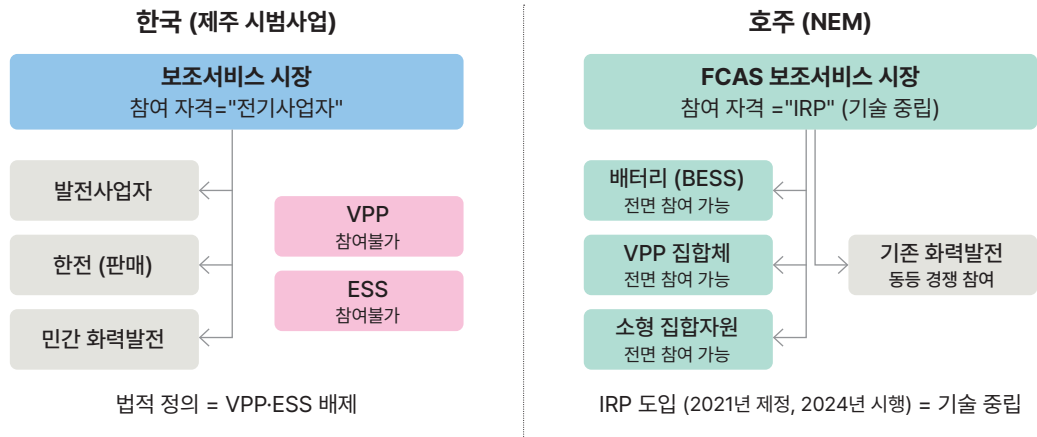 한국 (제주 시범사업)
보조서비스 시장
참여 자격="전기사업자"
발전사업자
한전 (판매)
민간 화력발전
VPP
참여불가
ESS
참여불가
법적 정의 = VPP·ESS 배제
호주 (NEM)
FCAS 보조서비스 시장
참여 자격 ="IRP" (기술 중립)
배터리 (BESS)
전면 참여 가능
VPP 집합체
전면 참여 가능
소형 집합자원
전면 참여 가능
기존 화력발전
동등 경쟁 참여
IRP 도입 (2021년 제정, 2024년 시행) = 기술 중립